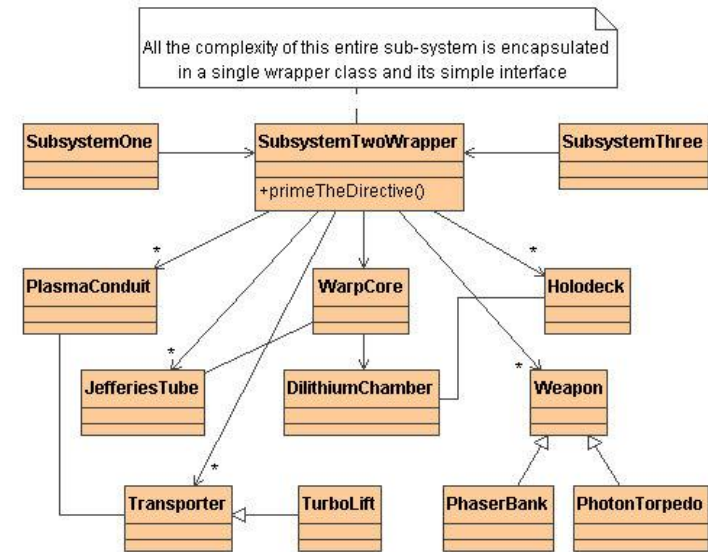 All the complexity of this entire sub-system is encapsulated
in a single wrapper class and its simple interface
SubsystemOne
SubsystemTwoWrapper
SubsystemThree
+primeTheDirective()
*
*
PlasmaConduit
WarpCore
Holodeck
*
*
JefferiesTube
DilithiumChamber
Weapon
*
Transporter
TurboLift
PhaserBank
PhotonTorpedo